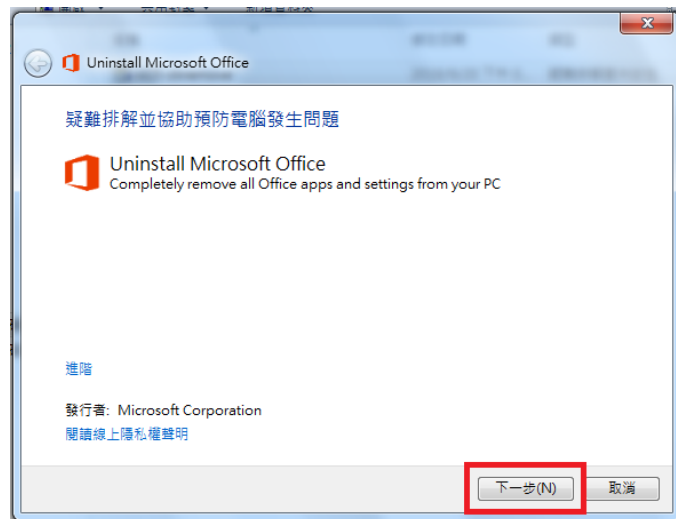 Uninstall Microsoft Office
疑難排解並協助預防電腦發生問題
Uninstall Microsoft Office
Completely remove all Office apps and settings from your PC
進階
發行者: Microsoft Corporation
閱讀線上隱私權聲明
下一步(N)
取消